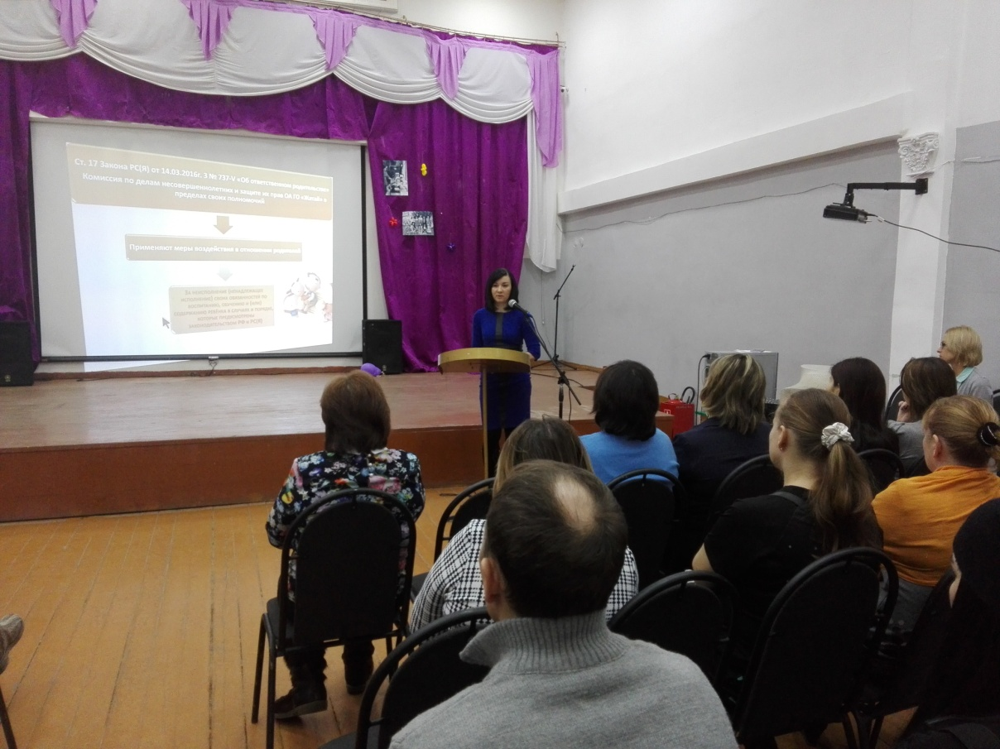 Ст. 17 Закона РС(Я) от 14.03.2016г. З № 737-V «Об ответственном родительстве»
Комиссия по делам несовершеннолетних и защите их прав ОА ГО «Жатай» в
пределах своих полномочий
Применяют меры воздействия в отношении родителей
За неисполнение (ненадлежащее
исполнение) своих обязанностей по
воспитанию, обучению и (или)
содержанию ребёнка в случаях и порядке,
которые предусмотрены
законодательством РФ и РС(Я)